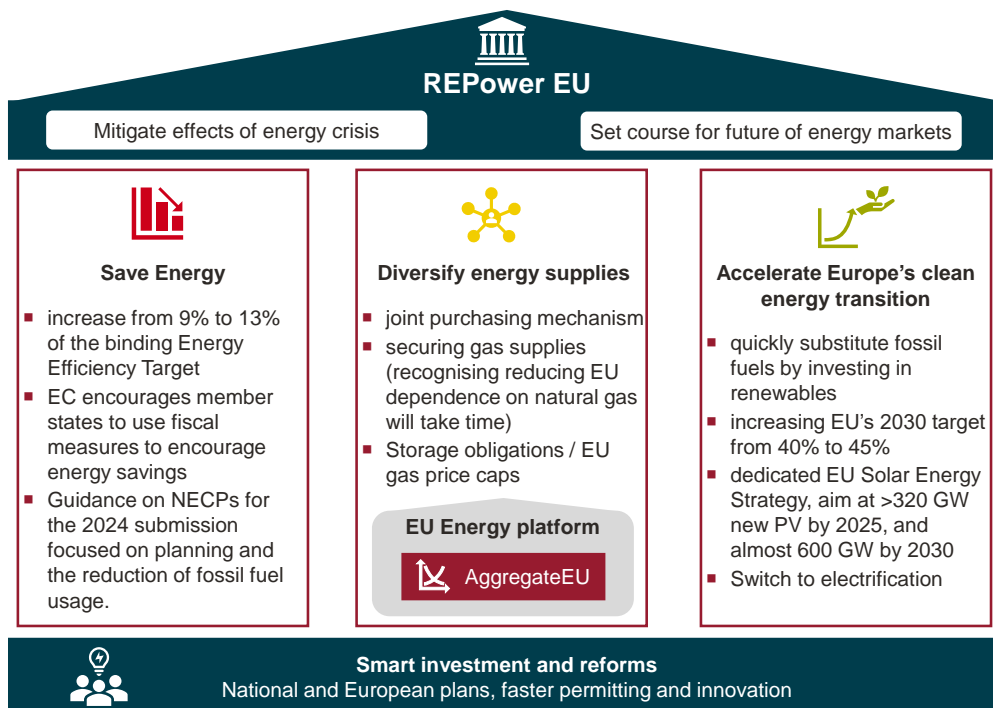 REPower EU
Mitigate effects of energy crisis
Set course for future of energy markets
Save Energy
■ increase from 9% to 13%
of the binding Energy
Efficiency Target
■ EC encourages member
states to use fiscal
measures to encourage
energy savings
■ Guidance on NECPs for
the 2024 submission
focused on planning and
the reduction of fossil fuel
usage.
Diversify energy supplies
■ joint purchasing mechanism
■ securing gas supplies
(recognising reducing EU
dependence on natural gas
will take time)
■ Storage obligations / EU
gas price caps
EU Energy platform
AggregateEU
Accelerate Europe's clean
energy transition
■ quickly substitute fossil
fuels by investing in
renewables
■ increasing EU's 2030 target
from 40% to 45%
■ dedicated EU Solar Energy
Strategy, aim at >320 GW
new PV by 2025, and
almost 600 GW by 2030
■ Switch to electrification
Smart investment and reforms
National and European plans, faster permitting and innovation